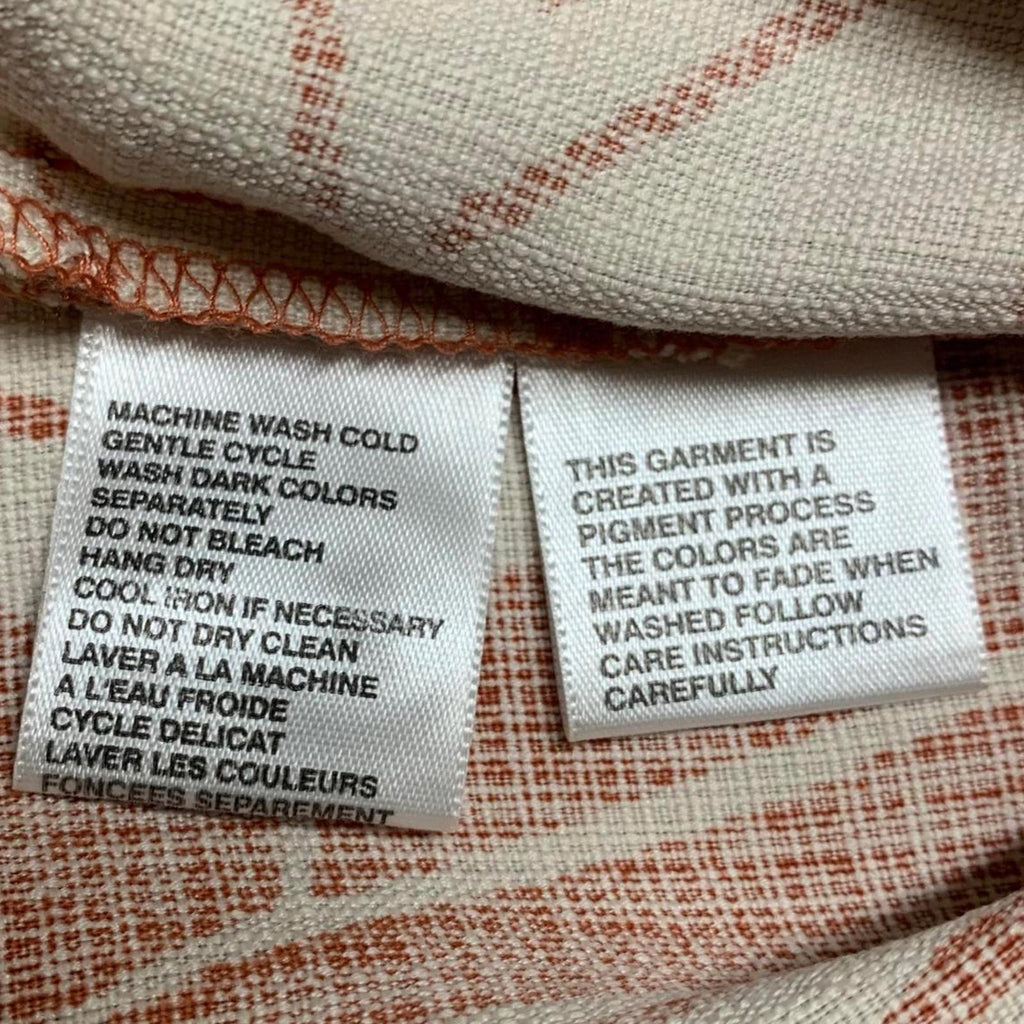 MACHINE WASH COLD
GENTLE CYCLE
WASH DARK COLORS
SEPARATELY
DO NOT BLEACH
HANG DRY
COOL IRON IF NECESSARY
DO NOT DRY CLEAN
LAVER A LA MACHINE
A L'EAU FROIDE
CYCLE DELICAT
LAVER LES COULEURS
FONCEES SEPAREMENT
THIS GARMENT IS
CREATED WITH A
PIGMENT PROCESS
THE COLORS ARE
MEANT TO FADE WHEN
WASHED FOLLOW
CARE INSTRUCTIONS
CAREFULLY